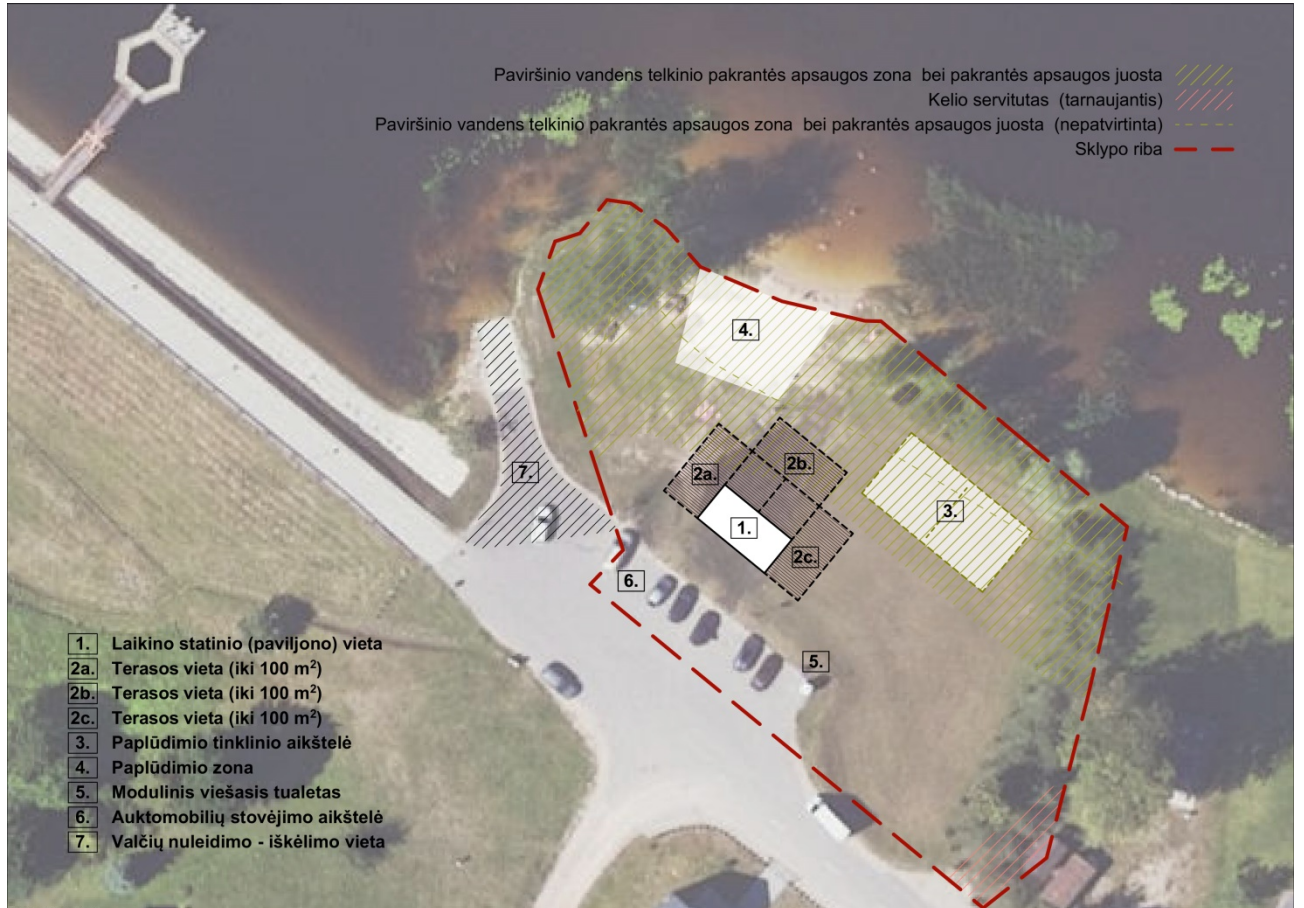 Paviršinio vandens telkinio pakrantės apsaugos zona bei pakrantės apsaugos juosta
Kelio servitutas (tarnaujantis)
Paviršinio vandens telkinio pakrantės apsaugos zona bei pakrantės apsaugos juosta (nepatvirtinta)
Sklypo riba
4.
2a.
2b.
7.
3.
1.
2c.
6.
5.
1. Laikino statinio (paviljono) vieta
2a. Terasos vieta (iki 100 m²)
2b. Terasos vieta (iki 100 m²)
2c. Terasos vieta (iki 100 m²)
3. Paplūdimio tinklinio aikštelė
4. Paplūdimio zona
5. Modulinis viešasis tualetas
6. Auktomobilių stovėjimo aikštelė
7. Valčių nuleidimo - iškėlimo vieta